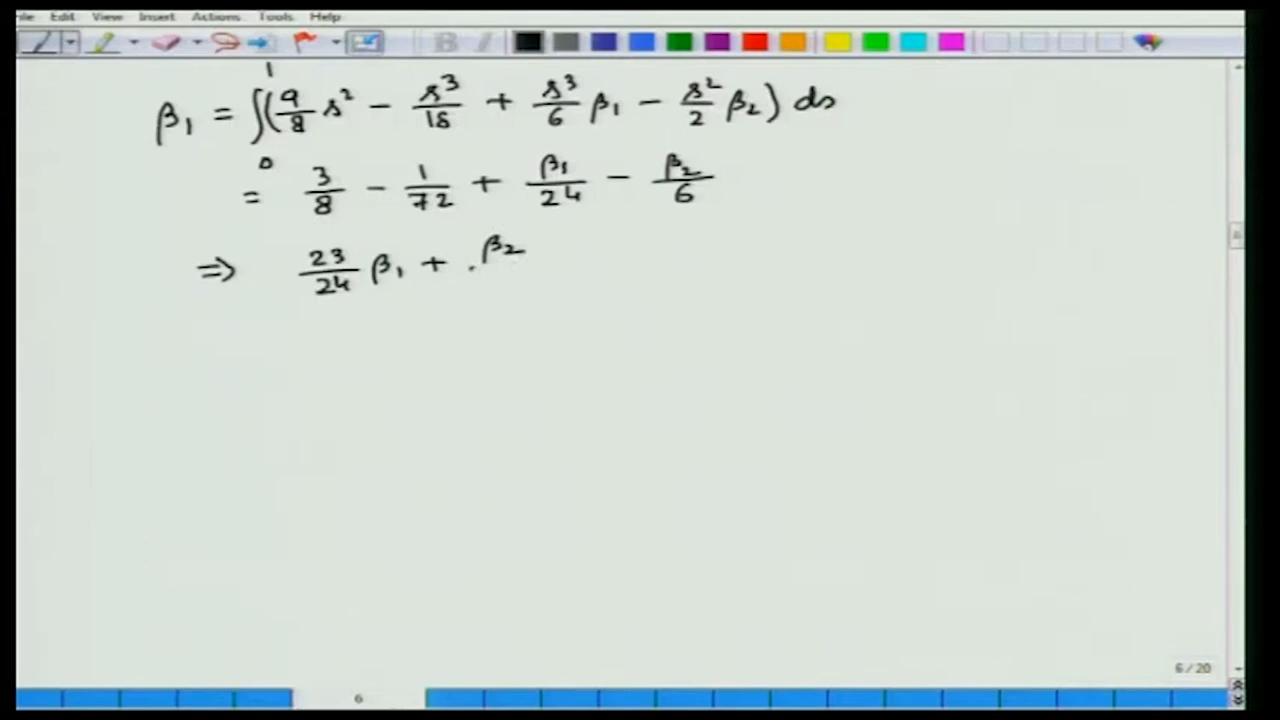 File Edit View Insert Actions Tools Help
β₁ = ∫₀¹ (9/8 s² − s³/18 + s³/6 β₁ − s²/2 β₂) ds
= 3/8 − 1/72 + β₁/24 − β₂/6
⇒ 23/24 β₁ + . β₂
6 / 20
6